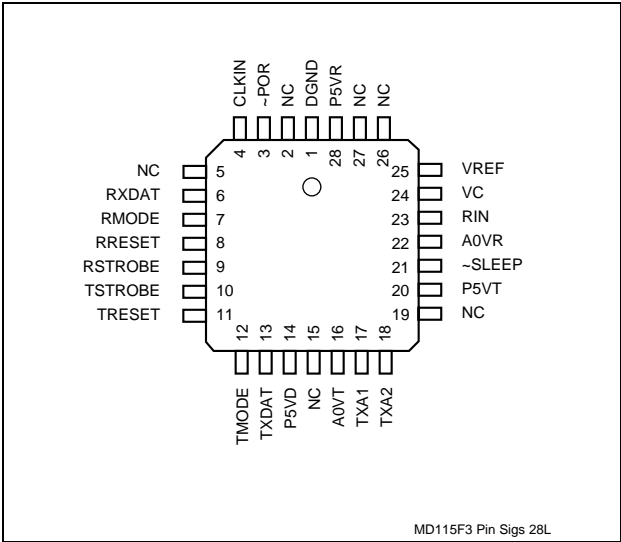 CLKIN
~POR
NC
DGND
P5VR
NC
NC
4
3
2
1
28
27
26
NC 5
RXDAT 6
RMODE 7
RRESET 8
RSTROBE 9
TSTROBE 10
TRESET 11
25 VREF
24 VC
23 RIN
22 A0VR
21 ~SLEEP
20 P5VT
19 NC
12
13
14
15
16
17
18
TMODE
TXDAT
P5VD
NC
A0VT
TXA1
TXA2
MD115F3 Pin Sigs 28L